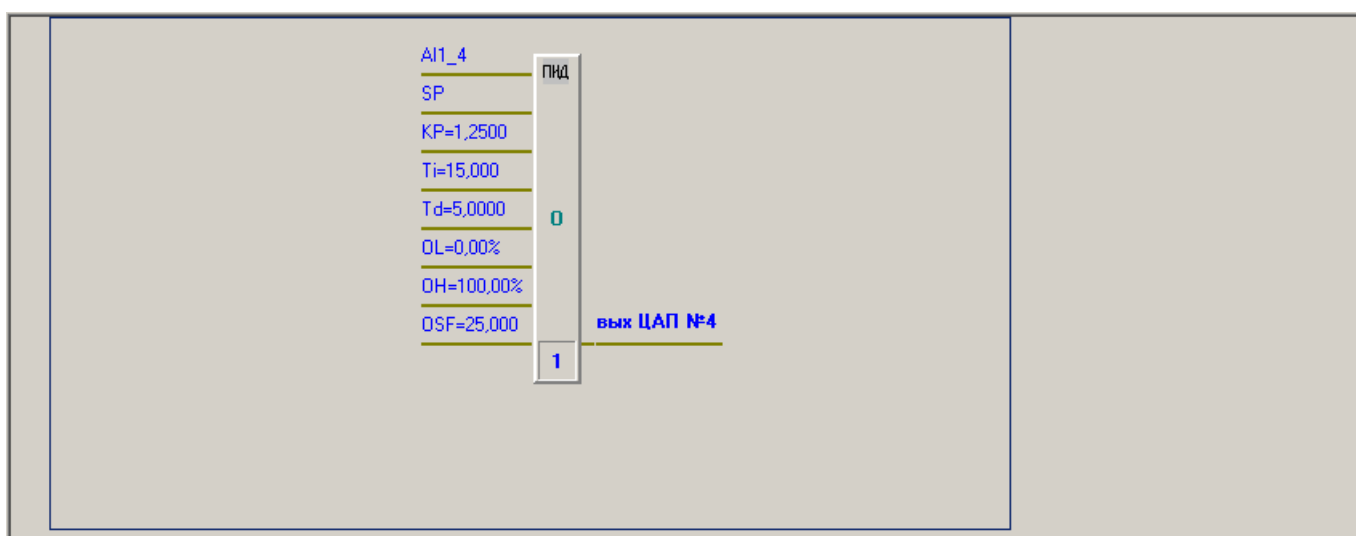 AI1_4
ПИД
SP
KP=1,2500
Ti=15,000
Td=5,0000
0
OL=0,00%
OH=100,00%
OSF=25,000
вых ЦАП №4
1